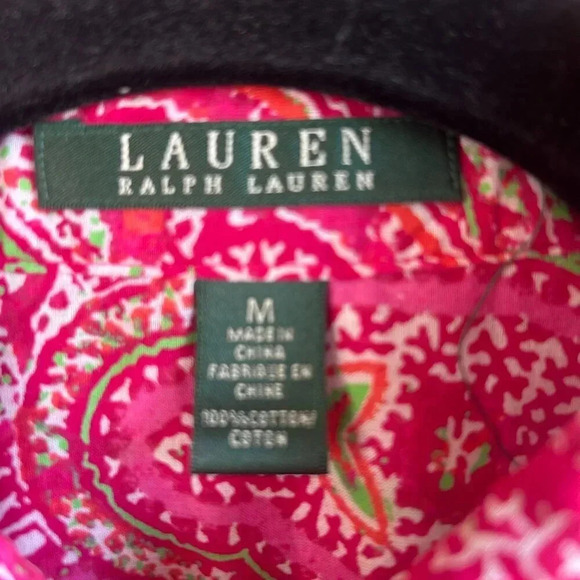 LAUREN
RALPH LAUREN
M
MADE IN
CHINA
FABRIQUE EN
CHINE
100% COTTON/
COTON